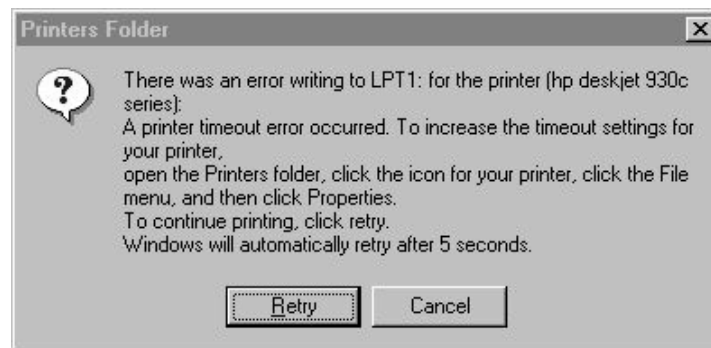 Printers Folder
There was an error writing to LPT1: for the printer (hp deskjet 930c
series):
A printer timeout error occurred. To increase the timeout settings for
your printer,
open the Printers folder, click the icon for your printer, click the File
menu, and then click Properties.
To continue printing, click retry.
Windows will automatically retry after 5 seconds.
Retry
Cancel